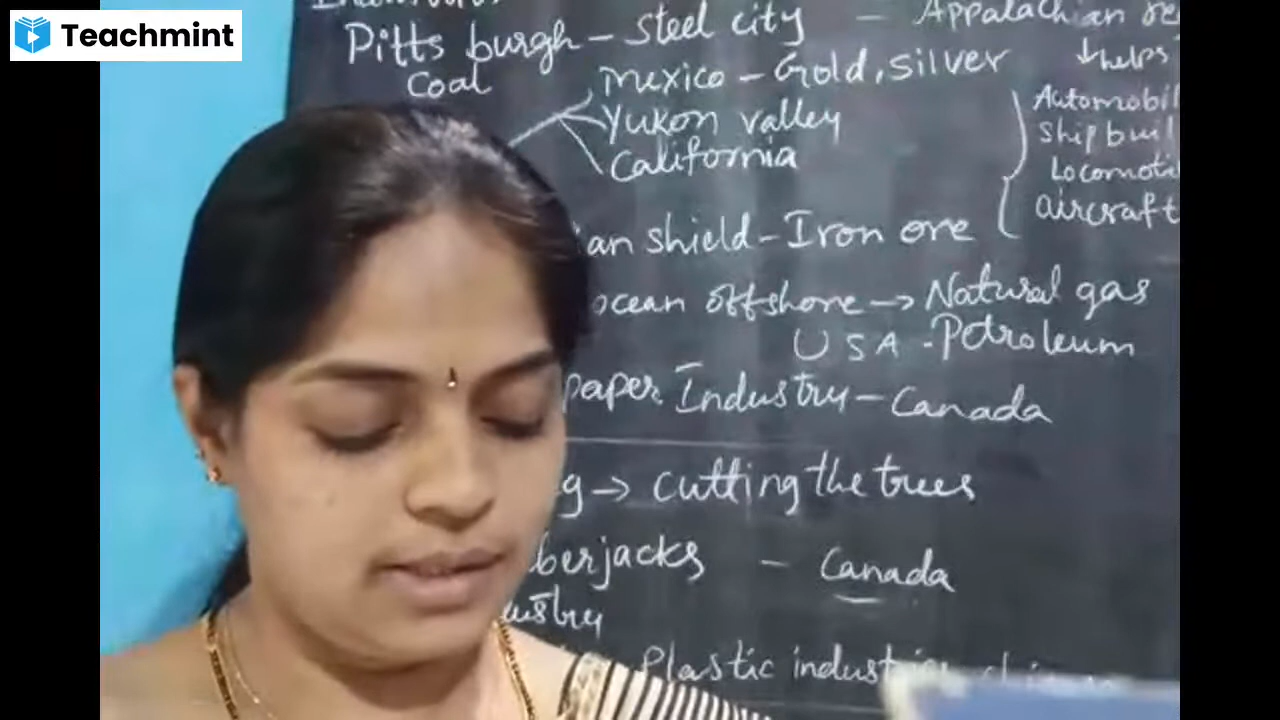 Teachmint
Pitts burgh - steel city - Appalachian
Coal
↓ helps
Mexico - Gold, silver
Yukon valley
California
Automobil
Ship buil
Locomoti
aircraft
ian shield - Iron ore
ocean offshore → Natural gas
USA - Petroleum
paper Industry - Canada
g → cutting the trees
berjacks - Canada
ustry
Plastic